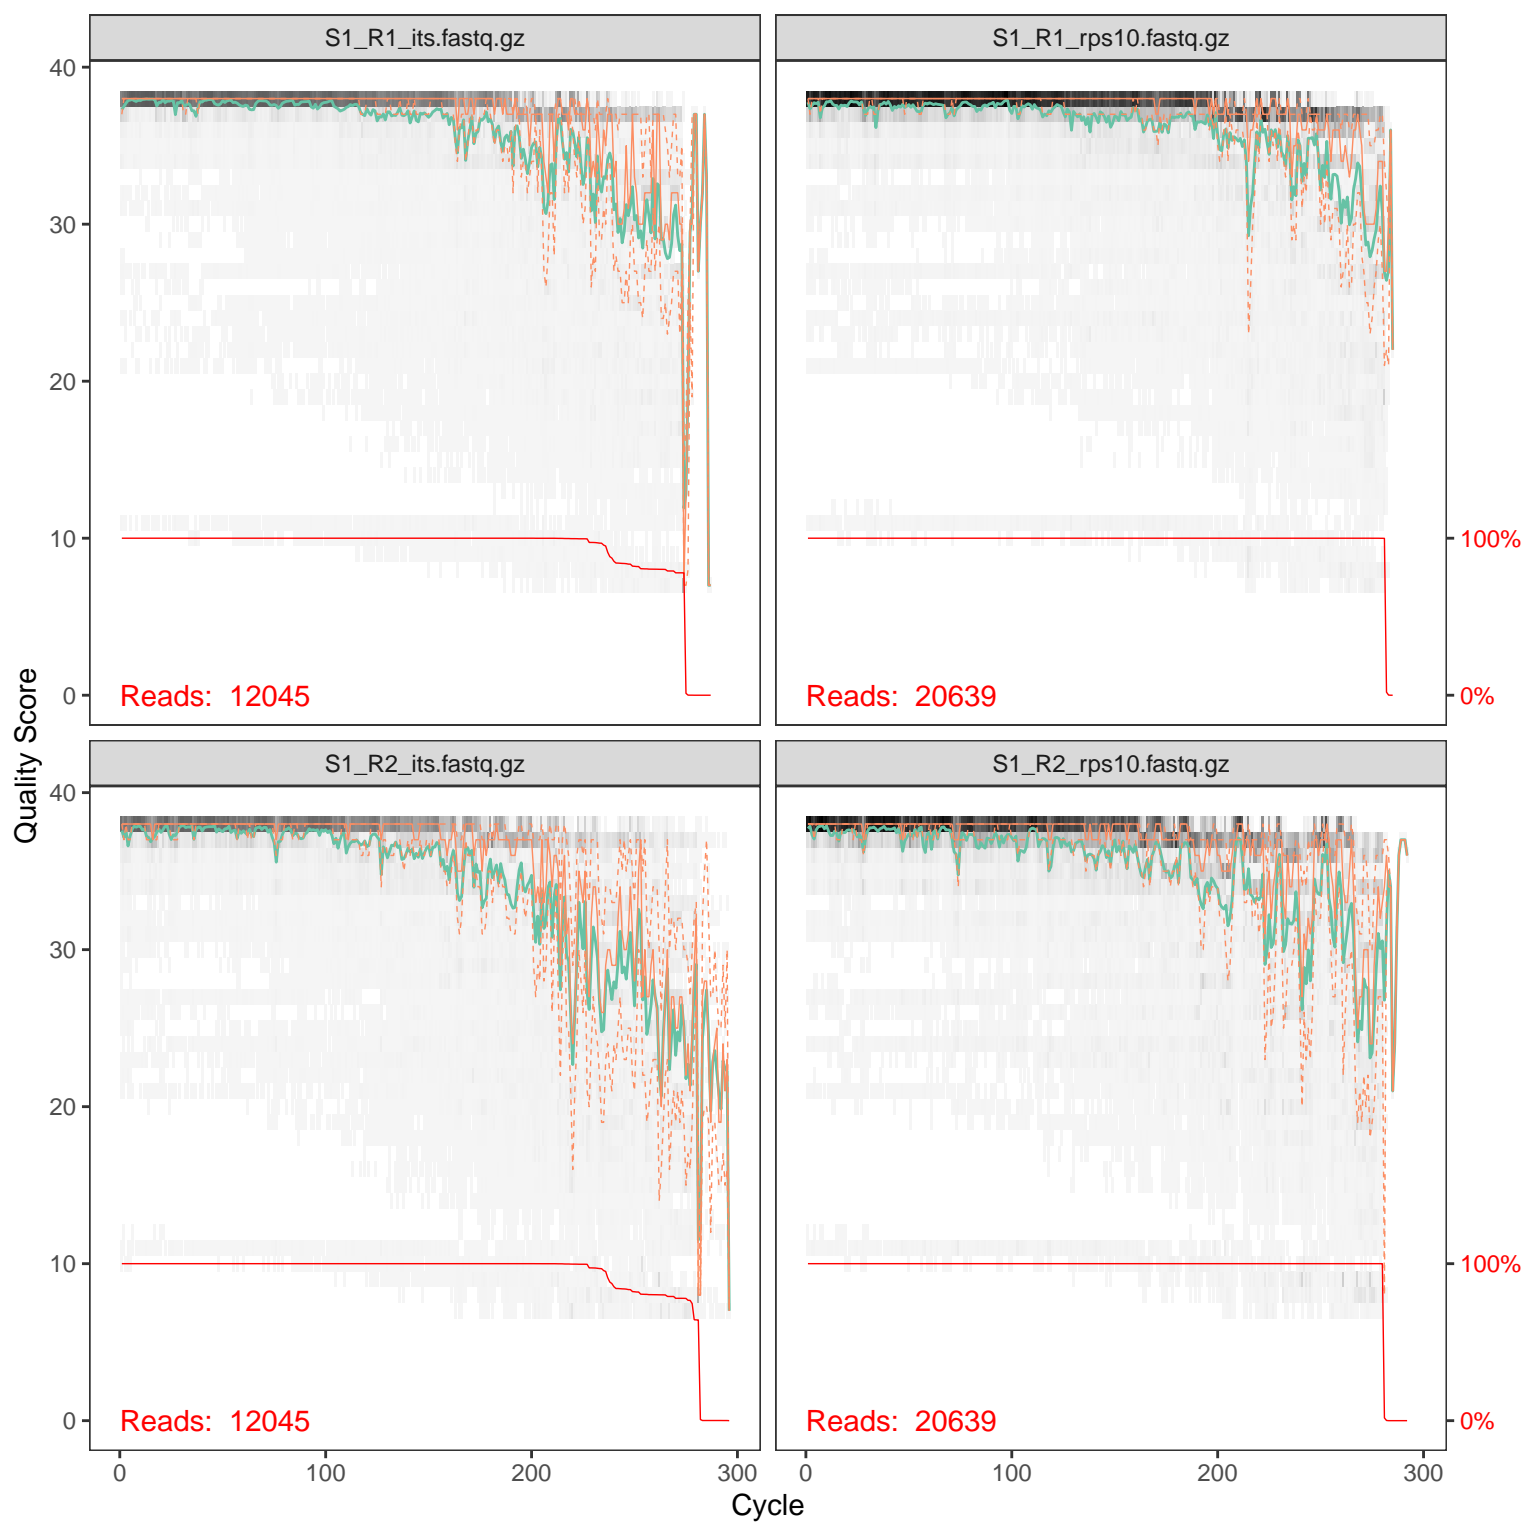 S1_R1_its.fastq.gz
S1_R1_rps10.fastq.gz
40
30
20
10
0
100%
0%
Reads:  12045
Reads:  20639
Quality Score
S1_R2_its.fastq.gz
S1_R2_rps10.fastq.gz
40
30
20
10
0
100%
0%
Reads:  12045
Reads:  20639
0 100 200 300
0 100 200 300
Cycle